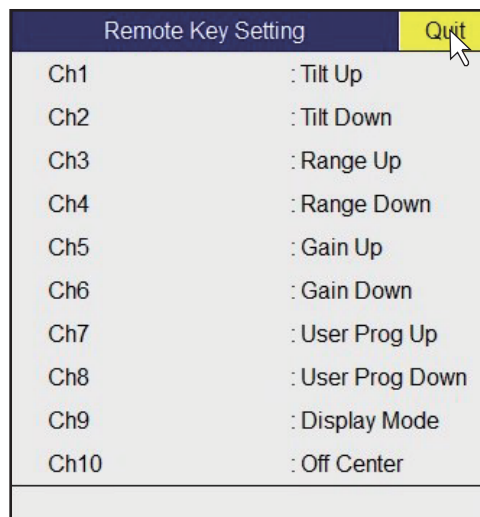 Remote Key Setting Quit
Ch1 : Tilt Up
Ch2 : Tilt Down
Ch3 : Range Up
Ch4 : Range Down
Ch5 : Gain Up
Ch6 : Gain Down
Ch7 : User Prog Up
Ch8 : User Prog Down
Ch9 : Display Mode
Ch10 : Off Center